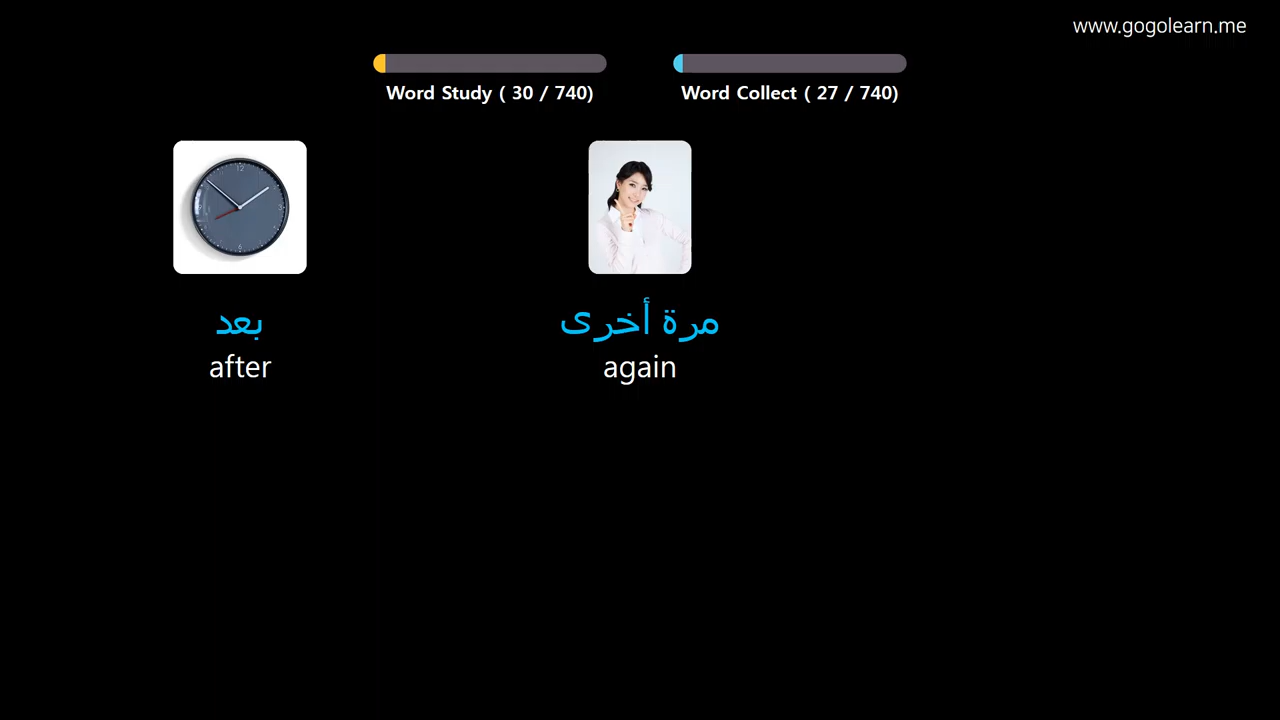 www.gogolearn.me
Word Study ( 30 / 740)
Word Collect ( 27 / 740)
بعد
after
مرة أخرى
again